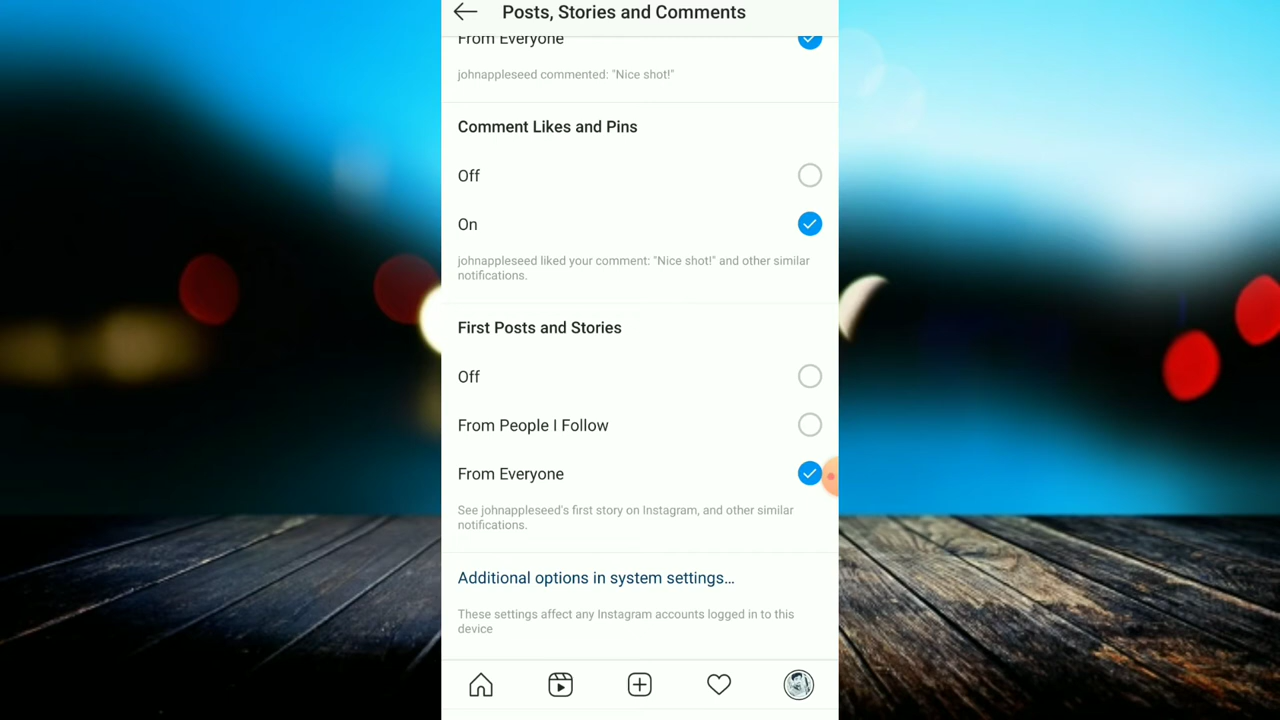 Posts, Stories and Comments
From Everyone
johnappleseed commented: "Nice shot!"
Comment Likes and Pins
Off
On
johnappleseed liked your comment: "Nice shot!" and other similar
notifications.
First Posts and Stories
Off
From People I Follow
From Everyone
See johnappleseed's first story on Instagram, and other similar
notifications.
Additional options in system settings...
These settings affect any Instagram accounts logged in to this
device